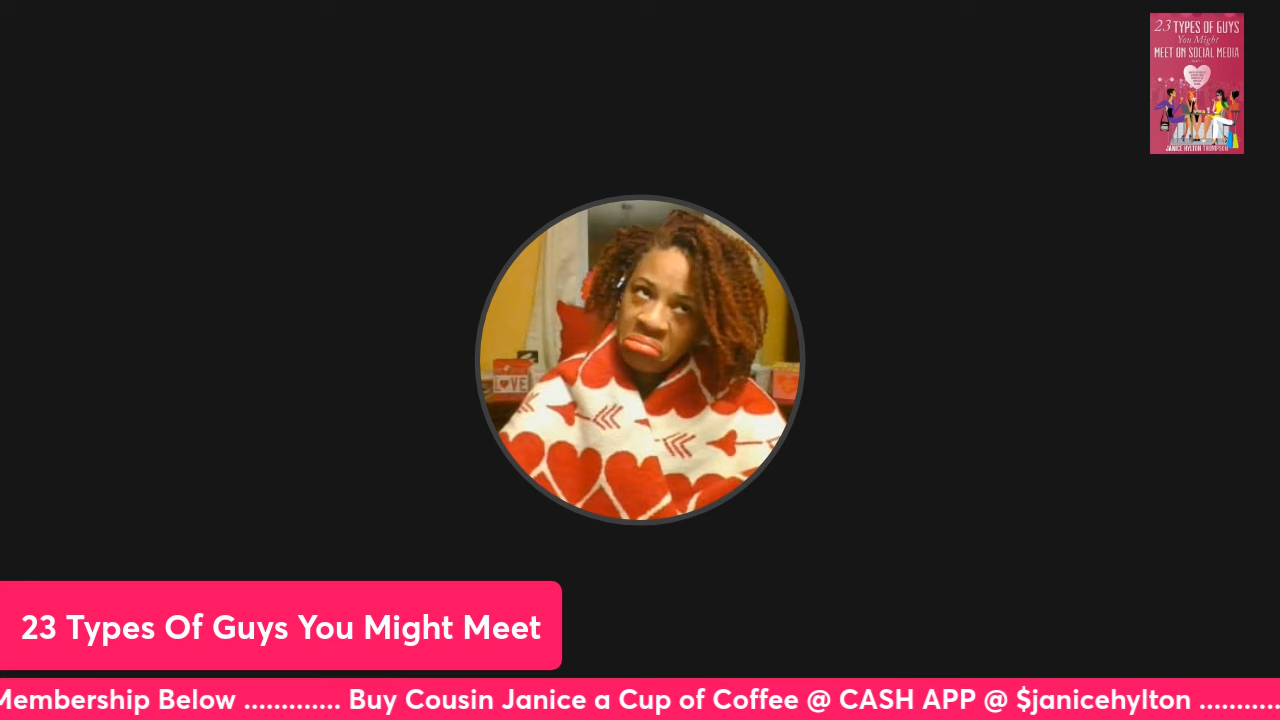 23 TYPES OF GUYS
You Might
MEET ON SOCIAL MEDIA
JANICE HYLTON THOMPSON
LOVE
23 Types Of Guys You Might Meet
Membership Below ............. Buy Cousin Janice a Cup of Coffee @ CASH APP @ $janicehylton ...........